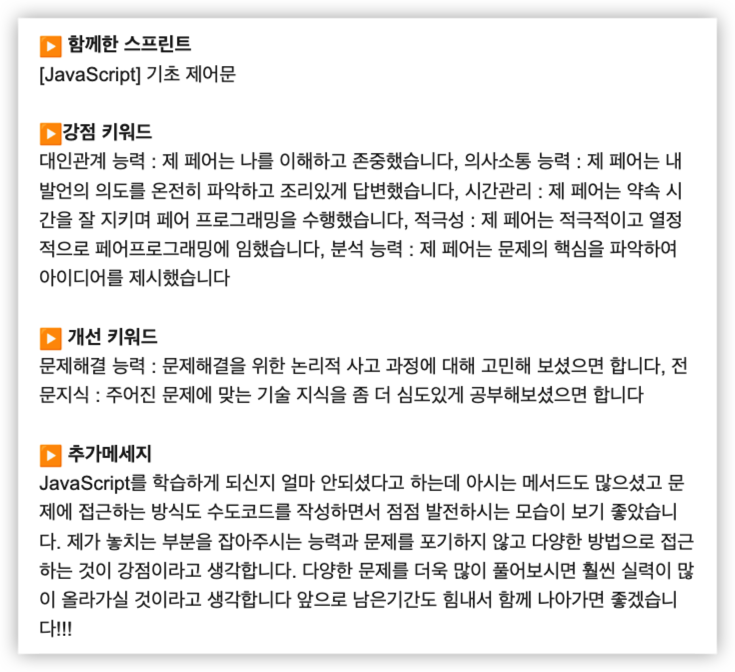 ▶️ 함께한 스프린트
[JavaScript] 기초 제어문
▶️강점 키워드
대인관계 능력 : 제 페어는 나를 이해하고 존중했습니다, 의사소통 능력 : 제 페어는 내
발언의 의도를 온전히 파악하고 조리있게 답변했습니다, 시간관리 : 제 페어는 약속 시
간을 잘 지키며 페어 프로그래밍을 수행했습니다, 적극성 : 제 페어는 적극적이고 열정
적으로 페어프로그래밍에 임했습니다, 분석 능력 : 제 페어는 문제의 핵심을 파악하여
아이디어를 제시했습니다
▶️ 개선 키워드
문제해결 능력 : 문제해결을 위한 논리적 사고 과정에 대해 고민해 보셨으면 합니다, 전
문지식 : 주어진 문제에 맞는 기술 지식을 좀 더 심도있게 공부해보셨으면 합니다
▶️ 추가메세지
JavaScript를 학습하게 되신지 얼마 안되셨다고 하는데 아시는 메서드도 많으셨고 문
제에 접근하는 방식도 수도코드를 작성하면서 점점 발전하시는 모습이 보기 좋았습니
다. 제가 놓치는 부분을 잡아주시는 능력과 문제를 포기하지 않고 다양한 방법으로 접근
하는 것이 강점이라고 생각합니다. 다양한 문제를 더욱 많이 풀어보시면 훨씬 실력이 많
이 올라가실 것이라고 생각합니다 앞으로 남은기간도 힘내서 함께 나아가면 좋겠습니
다!!!